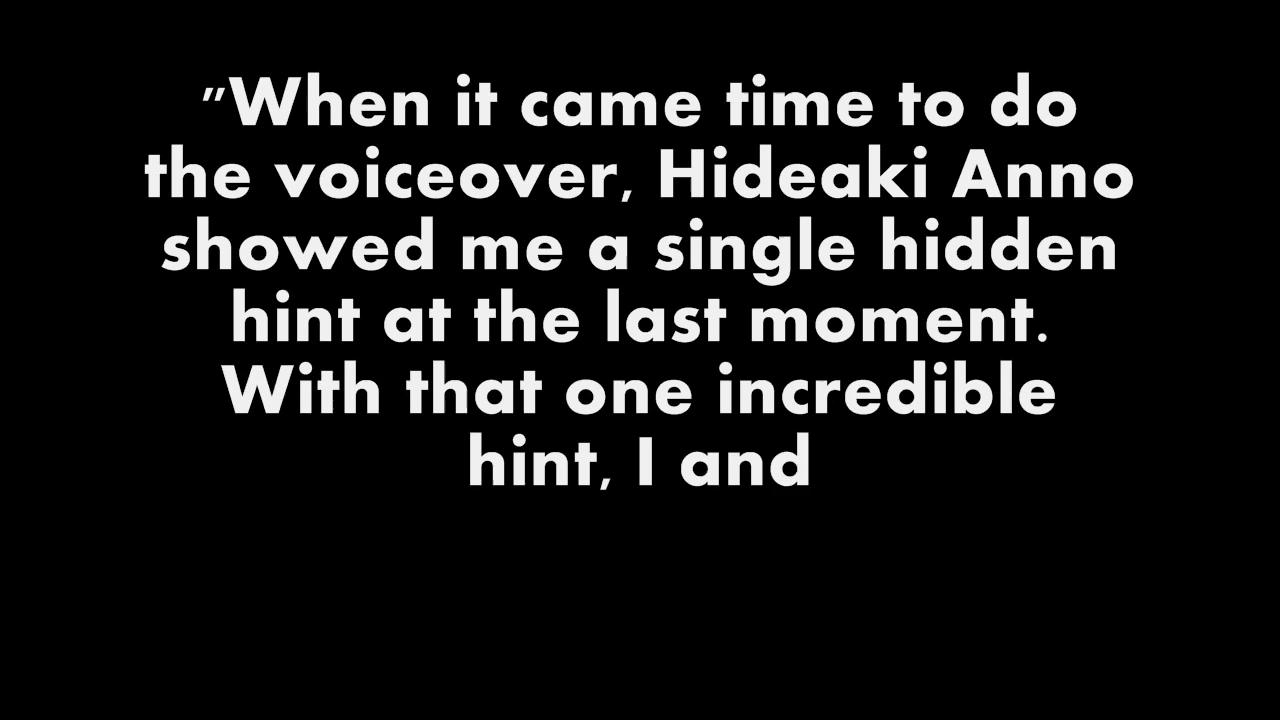 "When it came time to do
the voiceover, Hideaki Anno
showed me a single hidden
hint at the last moment.
With that one incredible
hint, I and